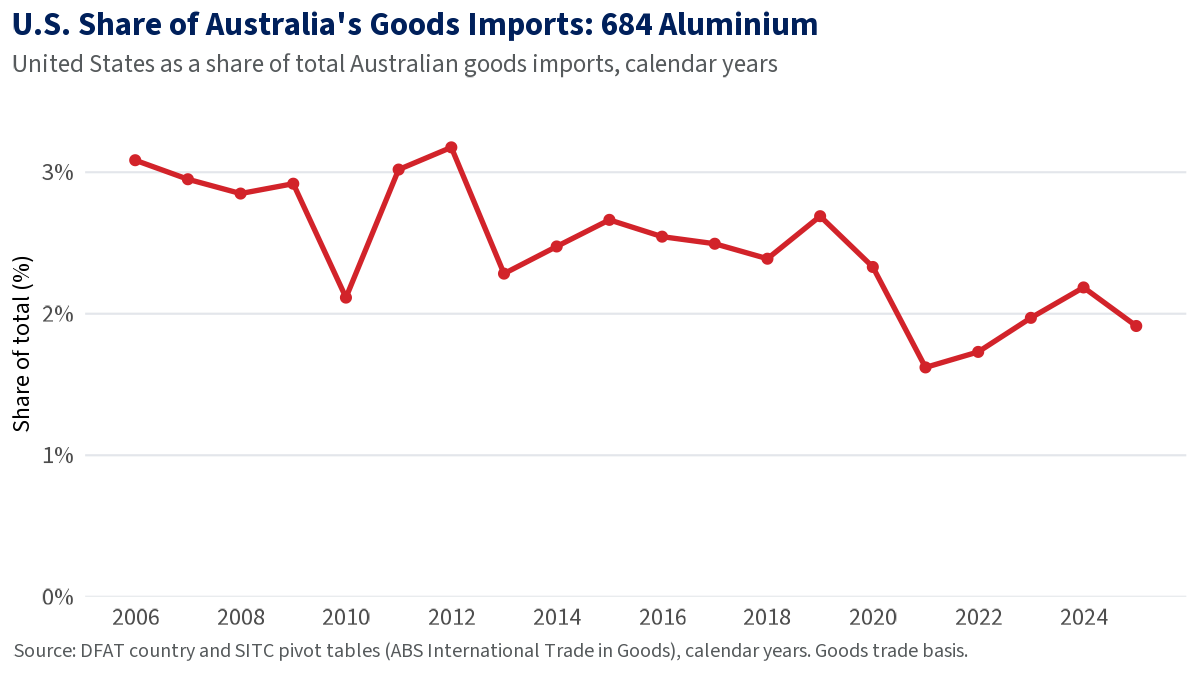 U.S. Share of Australia's Goods Imports: 684 Aluminium
United States as a share of total Australian goods imports, calendar years
Share of total (%)
3%
2%
1%
0%
2006 2008 2010 2012 2014 2016 2018 2020 2022 2024
Source: DFAT country and SITC pivot tables (ABS International Trade in Goods), calendar years. Goods trade basis.